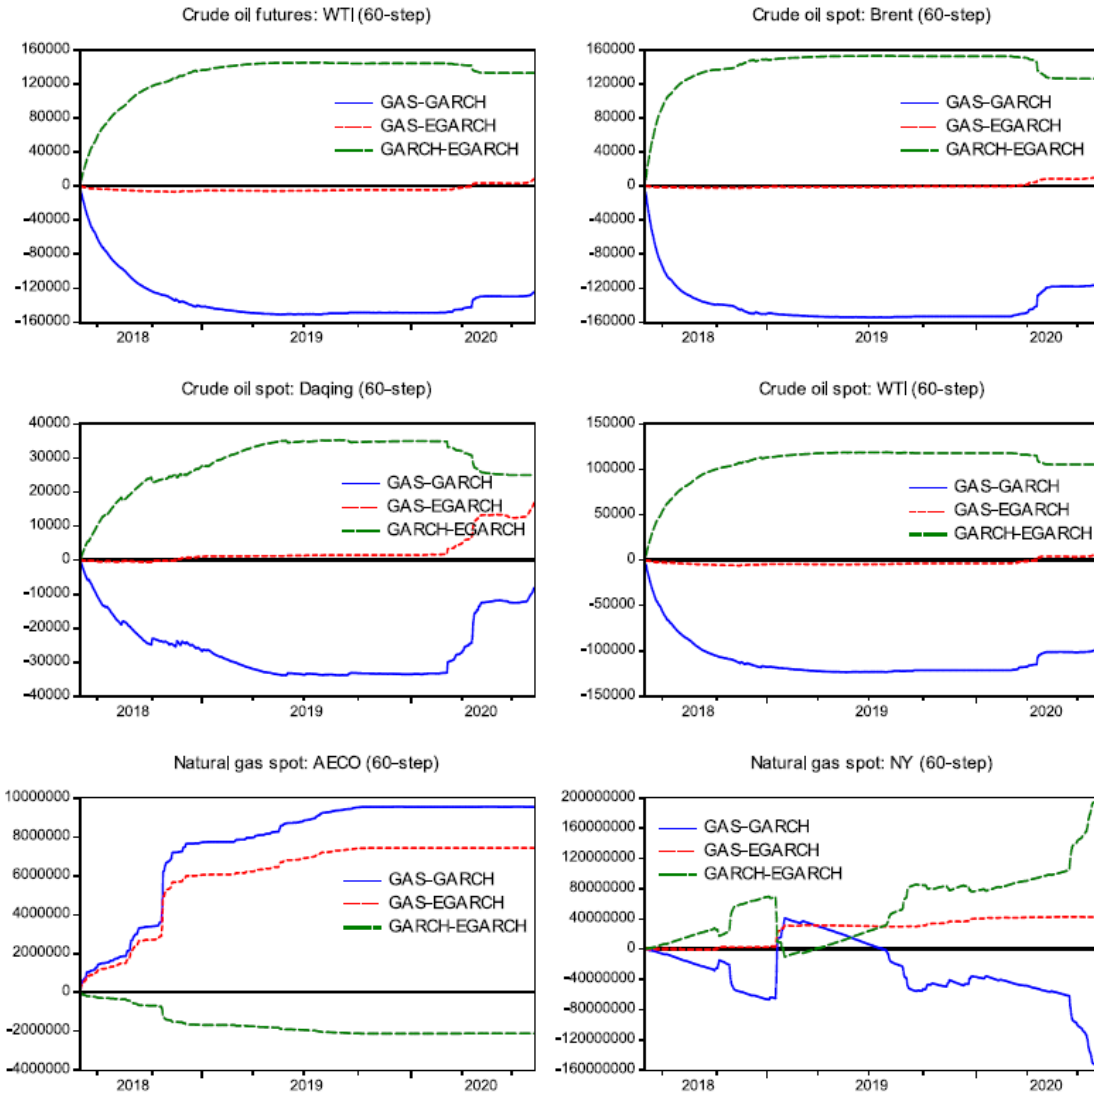 Crude oil futures: WTI (60-step)
160000
120000
80000
40000
0
-40000
-80000
-120000
-160000
GAS-GARCH
GAS-EGARCH
GARCH-EGARCH
2018 2019 2020
Crude oil spot: Brent (60-step)
160000
120000
80000
40000
0
-40000
-80000
-120000
-160000
GAS-GARCH
GAS-EGARCH
GARCH-EGARCH
2018 2019 2020
Crude oil spot: Daqing (60-step)
40000
30000
20000
10000
0
-10000
-20000
-30000
-40000
GAS-GARCH
GAS-EGARCH
GARCH-EGARCH
2018 2019 2020
Crude oil spot: WTI (60-step)
150000
100000
50000
0
-50000
-100000
-150000
GAS-GARCH
GAS-EGARCH
GARCH-EGARCH
2018 2019 2020
Natural gas spot: AECO (60-step)
10000000
8000000
6000000
4000000
2000000
0
-2000000
-4000000
GAS-GARCH
GAS-EGARCH
GARCH-EGARCH
2018 2019 2020
Natural gas spot: NY (60-step)
200000000
160000000
120000000
80000000
40000000
0
-40000000
-80000000
-120000000
-160000000
GAS-GARCH
GAS-EGARCH
GARCH-EGARCH
2018 2019 2020